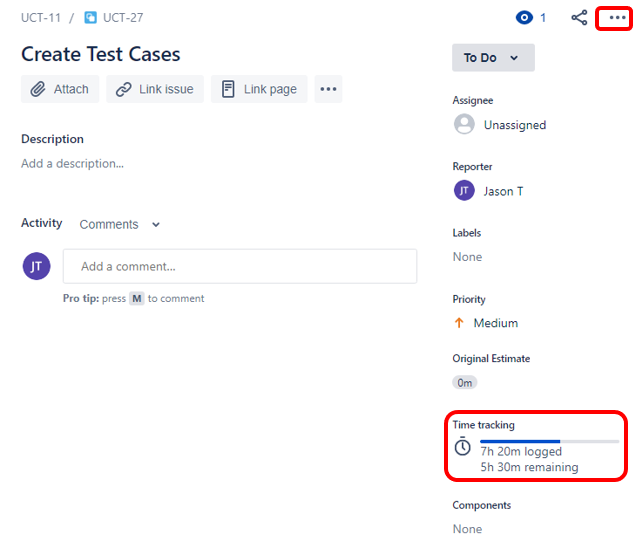 UCT-11 / UCT-27
1
Create Test Cases
To Do
Attach
Link issue
Link page
Assignee
Unassigned
Description
Add a description...
Reporter
JT Jason T
Activity
Comments
Labels
None
JT
Add a comment...
Pro tip: press M to comment
Priority
Medium
Original Estimate
0m
Time tracking
7h 20m logged
5h 30m remaining
Components
None